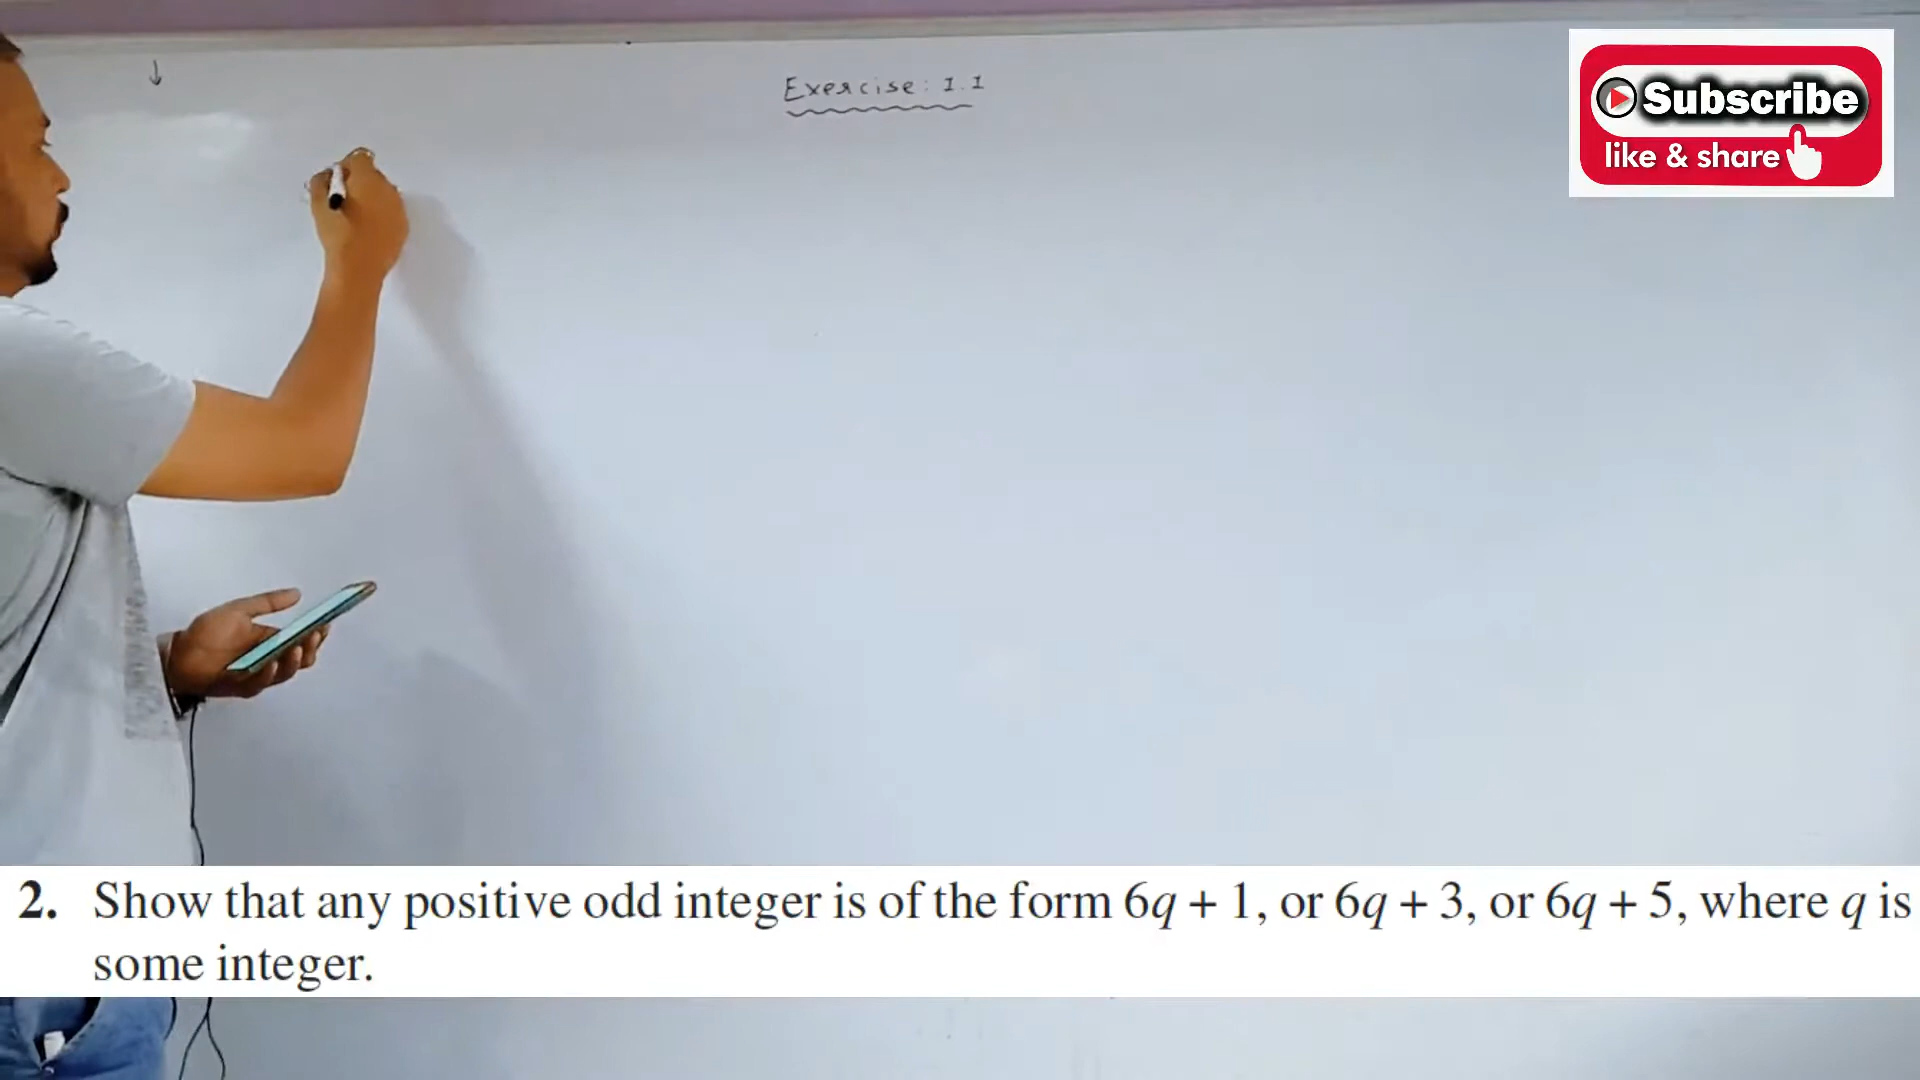 Exercise: 1.1
Subscribe
like & share
2. Show that any positive odd integer is of the form 6q + 1, or 6q + 3, or 6q + 5, where q is
some integer.